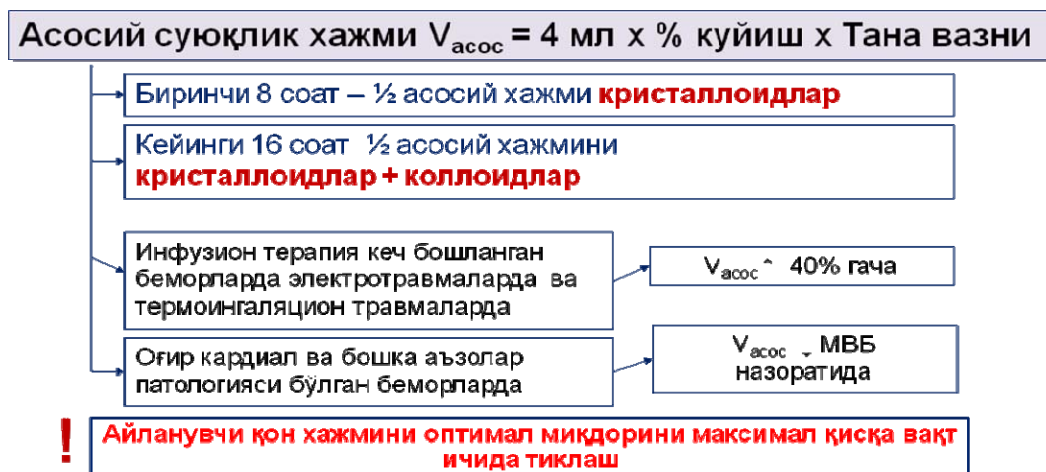 Асосий суюқлик хажми Vасос = 4 мл х % куйиш х Тана вазни
Биринчи 8 соат – ½ асосий хажми кристаллоидлар
Кейинги 16 соат ½ асосий хажмини
кристаллоидлар + коллоидлар
Инфузион терапия кеч бошланган
беморларда электротравмаларда ва
термоингаляцион травмаларда
Vасос 40% гача
Оғир кардиал ва бошка аъзолар
патологияси бўлган беморларда
Vасос МВБ
назоратида
! Айланувчи қон хажмини оптимал миқдорини максимал қисқа вақт
ичида тиклаш